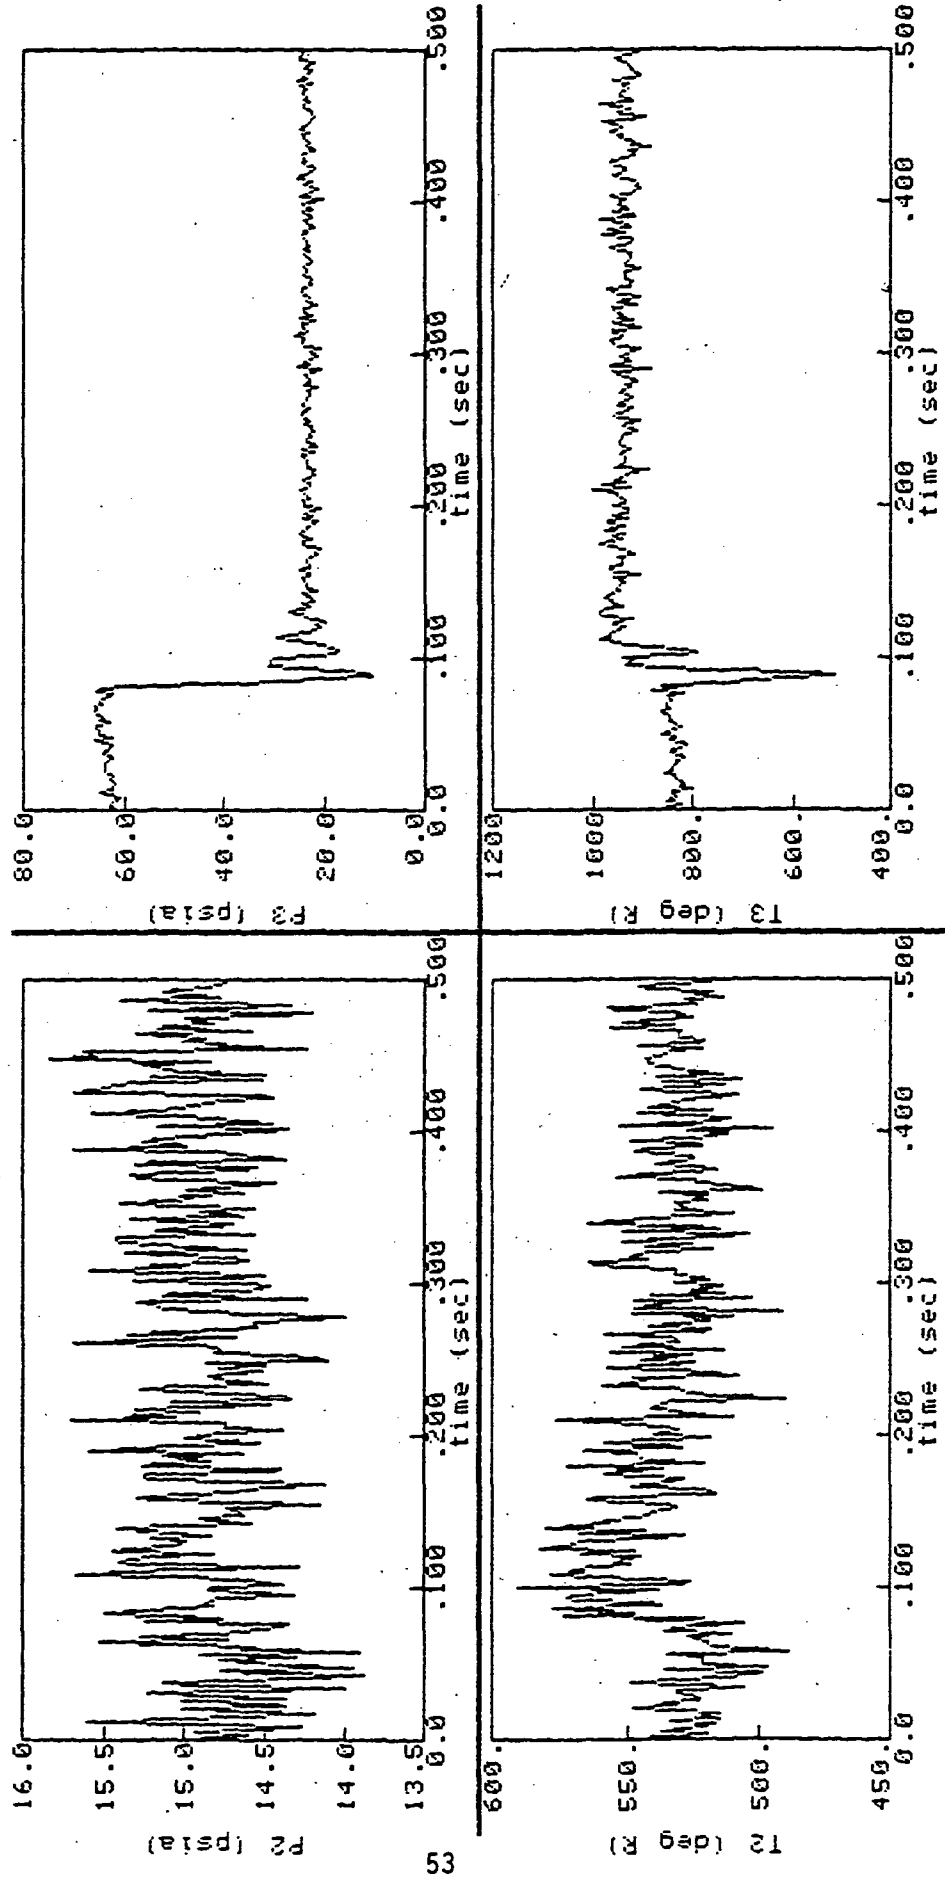 P2 (psia)
16.0
15.5
15.0
14.5
14.0
13.5
0.0 .100 .200 .300 .400 .500
time (sec)
P3 (psia)
80.0
60.0
40.0
20.0
0.0
0.0 .100 .200 .300 .400 .500
time (sec)
T2 (deg R)
600.
550.
500.
450.
0.0 .100 .200 .300 .400 .500
time (sec)
T3 (deg R)
1200
1000
800.
600.
400.
0.0 .100 .200 .300 .400 .500
time (sec)
53